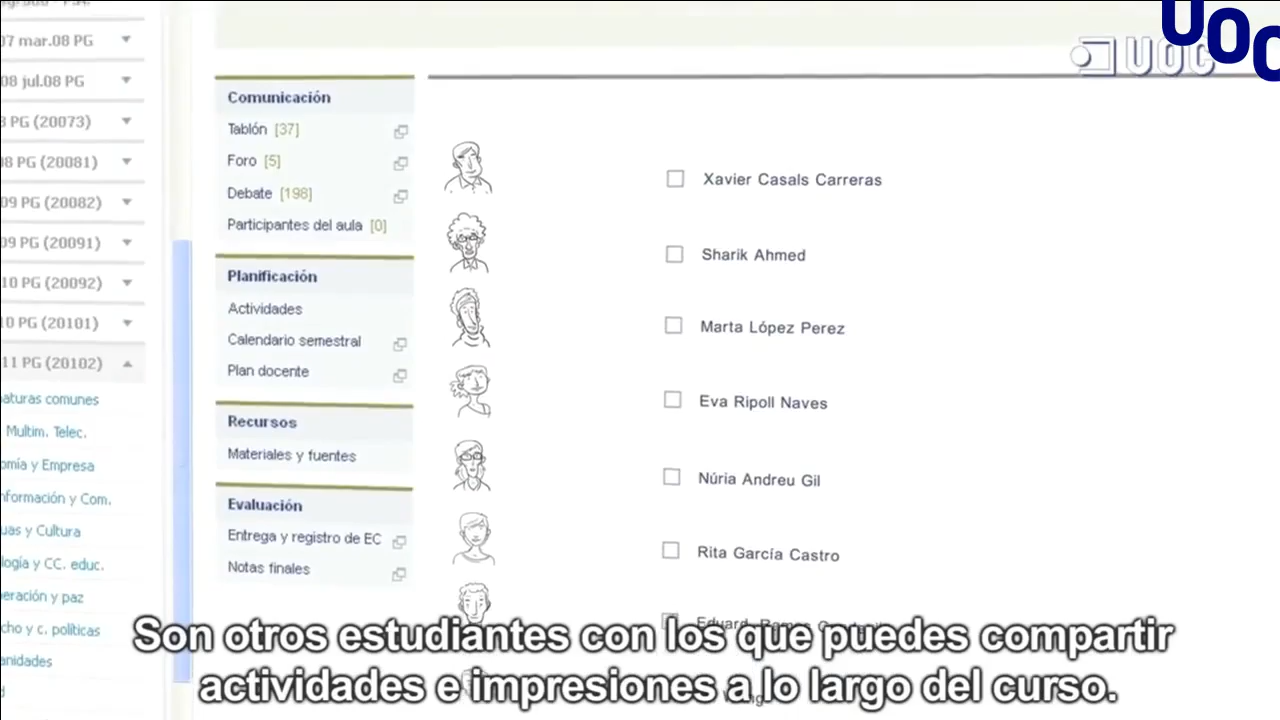 07 mar.08 PG
08 jul.08 PG
PG (20073)
08 PG (20081)
09 PG (20082)
09 PG (20091)
10 PG (20092)
10 PG (20101)
11 PG (20102)
aturas comunes
Multim. Telec.
omía y Empresa
nformación y Com.
uas y Cultura
logía y CC. educ.
eración y paz
cho y c. políticas
anidades
Comunicación
Tablón [37]
Foro [5]
Debate [198]
Participantes del aula [0]
Planificación
Actividades
Calendario semestral
Plan docente
Recursos
Materiales y fuentes
Evaluación
Entrega y registro de EC
Notas finales
UOC
UOC
Xavier Casals Carreras
Sharik Ahmed
Marta López Perez
Eva Ripoll Naves
Núria Andreu Gil
Rita García Castro
Son otros estudiantes con los que puedes compartir
actividades e impresiones a lo largo del curso.